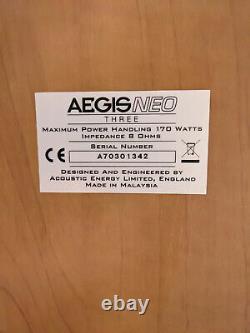 AEGIS NEO
THREE
MAXIMUM POWER HANDLING 170 WATTS
IMPEDANCE 8 OHMS
SERIAL NUMBER
CE A70301342
DESIGNED AND ENGINEERED BY
ACOUSTIC ENERGY LIMITED, ENGLAND
MADE IN MALAYSIA
ebay